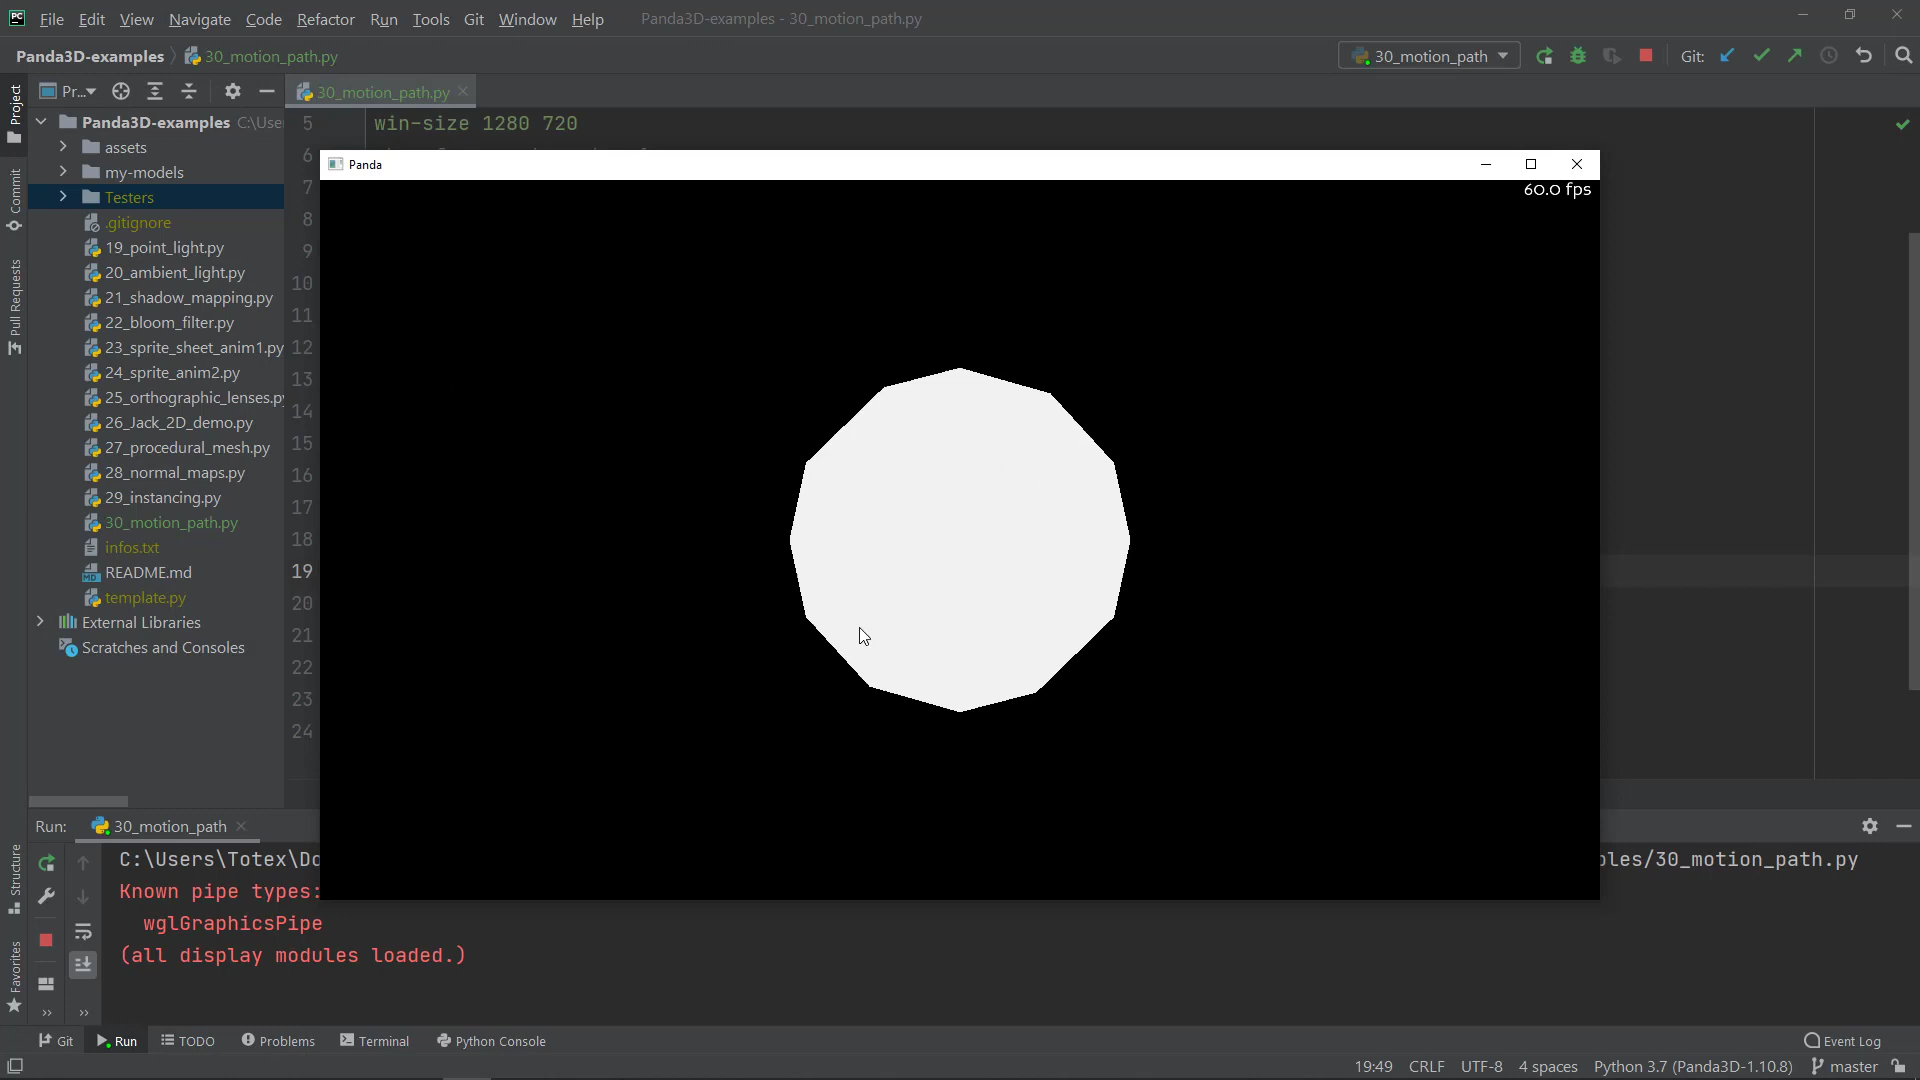 PC File Edit View Navigate Code Refactor Run Tools Git Window Help Panda3D-examples - 30_motion_path.py
Panda3D-examples 30_motion_path.py 30_motion_path Git:
Pr... 30_motion_path.py
Project
Commit
Pull Requests
Structure
Favorites
Panda3D-examples C:\Use
assets
my-models
Testers
.gitignore
19_point_light.py
20_ambient_light.py
21_shadow_mapping.py
22_bloom_filter.py
23_sprite_sheet_anim1.py
24_sprite_anim2.py
25_orthographic_lenses.py
26_Jack_2D_demo.py
27_procedural_mesh.py
28_normal_maps.py
29_instancing.py
30_motion_path.py
infos.txt
README.md
template.py
External Libraries
Scratches and Consoles
5 win-size 1280 720
6
7
8
9
10
11
12
13
14
15
16
17
18
19
20
21
22
23
24
Panda
60.0 fps
Run: 30_motion_path
C:\Users\Totex\Do les/30_motion_path.py
Known pipe types:
wglGraphicsPipe
(all display modules loaded.)
Git Run TODO Problems Terminal Python Console Event Log
19:49 CRLF UTF-8 4 spaces Python 3.7 (Panda3D-1.10.8) master